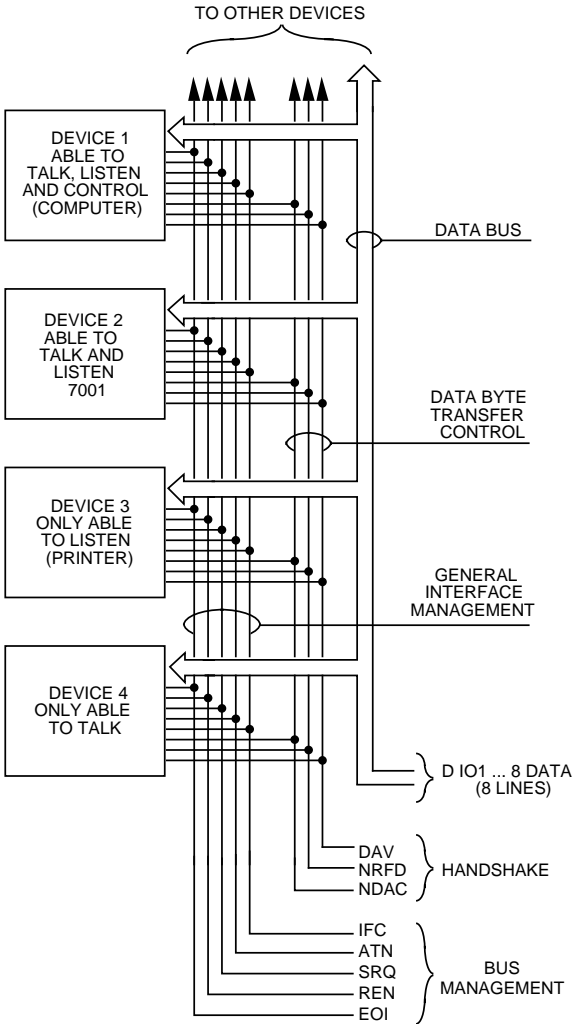 TO OTHER DEVICES
DEVICE 1
ABLE TO
TALK, LISTEN
AND CONTROL
(COMPUTER)
DATA BUS
DEVICE 2
ABLE TO
TALK AND
LISTEN
7001
DATA BYTE
TRANSFER
CONTROL
DEVICE 3
ONLY ABLE
TO LISTEN
(PRINTER)
GENERAL
INTERFACE
MANAGEMENT
DEVICE 4
ONLY ABLE
TO TALK
D IO1 ... 8 DATA
(8 LINES)
DAV
NRFD
NDAC
HANDSHAKE
IFC
ATN
SRQ
REN
EOI
BUS
MANAGEMENT